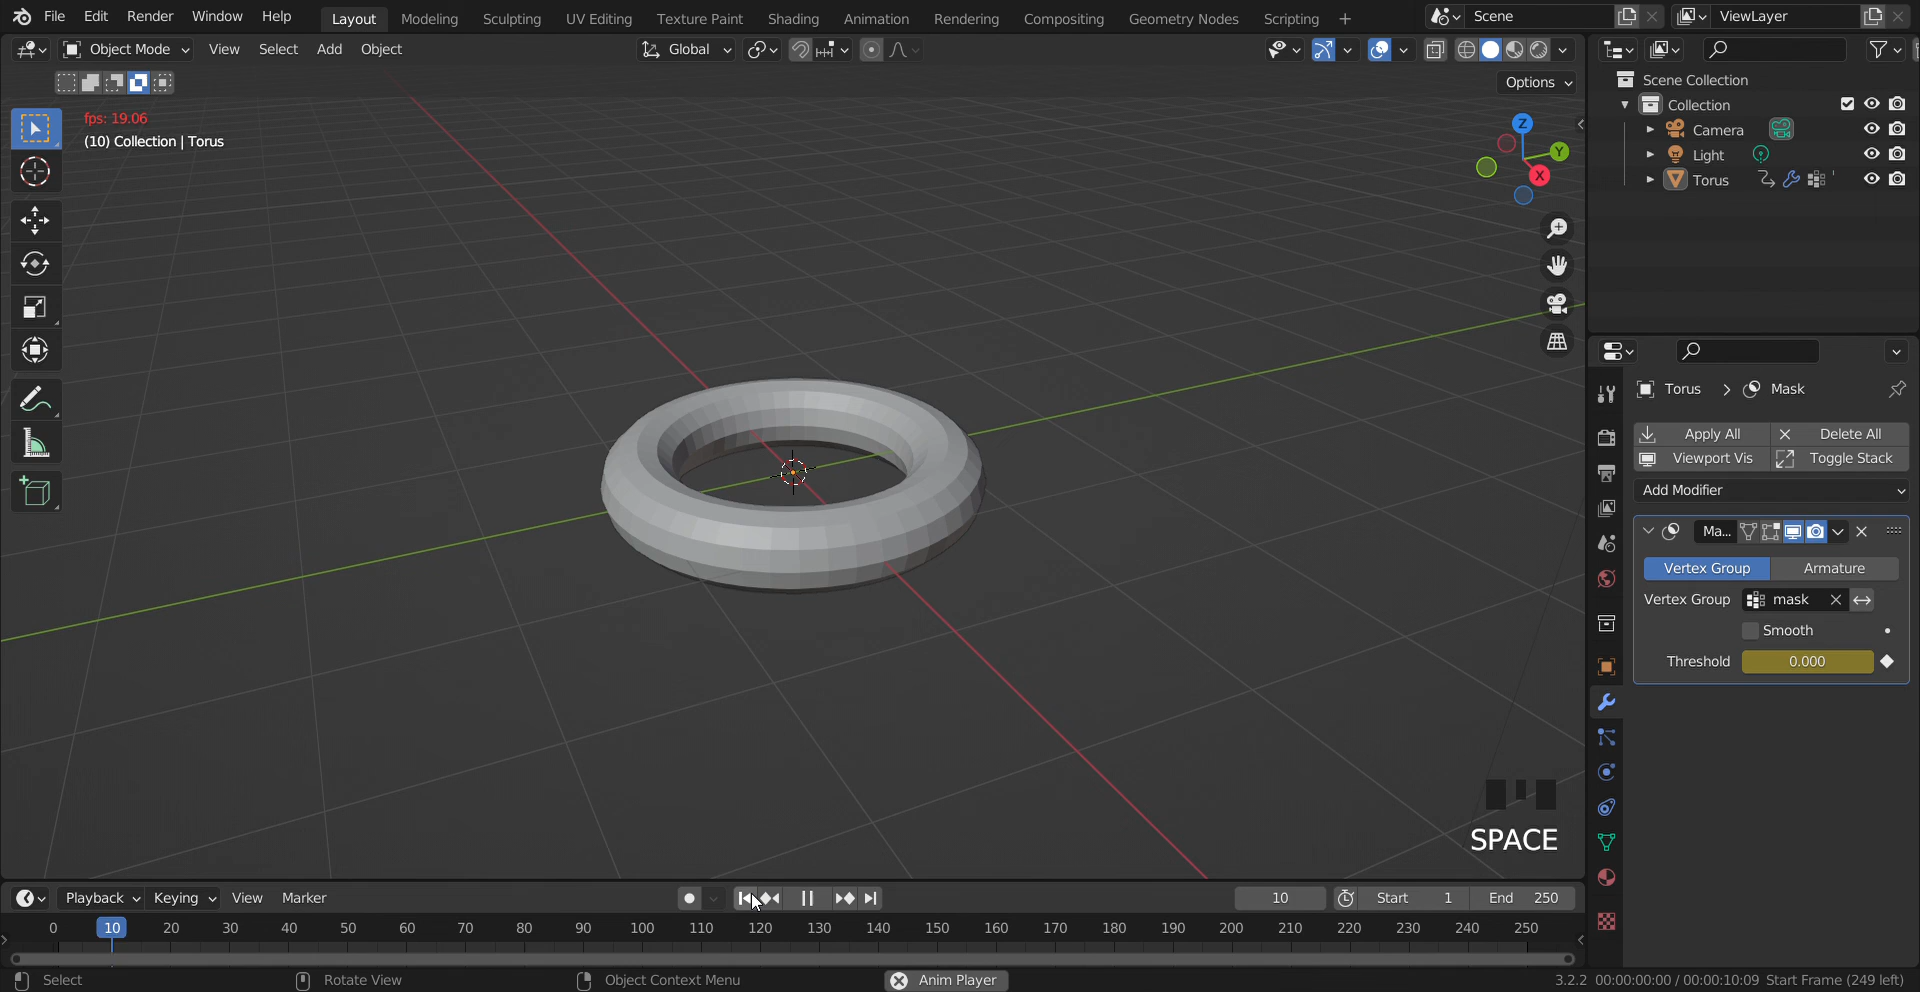 File Edit Render Window Help Layout Modeling Sculpting UV Editing Texture Paint Shading Animation Rendering Compositing Geometry Nodes Scripting + Scene ViewLayer
Object Mode View Select Add Object Global
Options
fps: 19.06
(10) Collection | Torus
Z
Y
X
Scene Collection
Collection
Camera
Light
Torus
Torus > Mask
Apply All Delete All
Viewport Vis Toggle Stack
Add Modifier
Ma...
Vertex Group Armature
Vertex Group mask
Smooth
Threshold 0.000
SPACE
Playback Keying View Marker 10 Start 1 End 250
0 10 20 30 40 50 60 70 80 90 100 110 120 130 140 150 160 170 180 190 200 210 220 230 240 250
Select Rotate View Object Context Menu Anim Player 3.2.2 00:00:00:00 / 00:00:10:09 Start Frame (249 left)